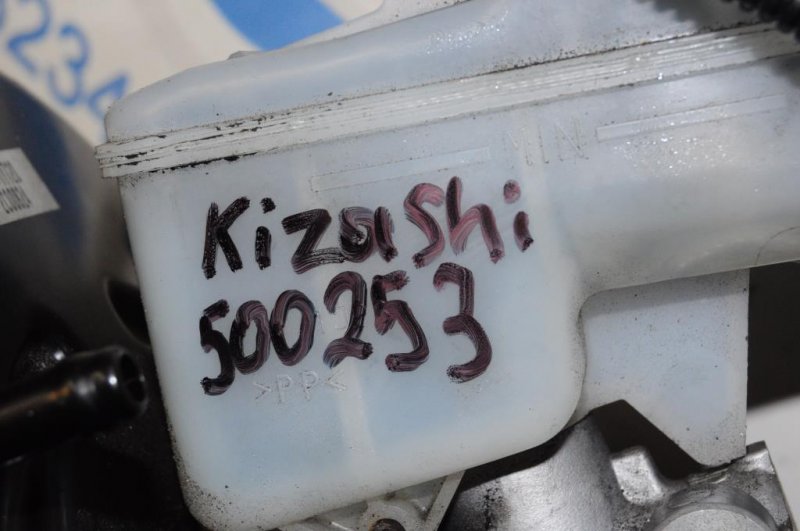 MIN
Kizashi
500253
>PP<